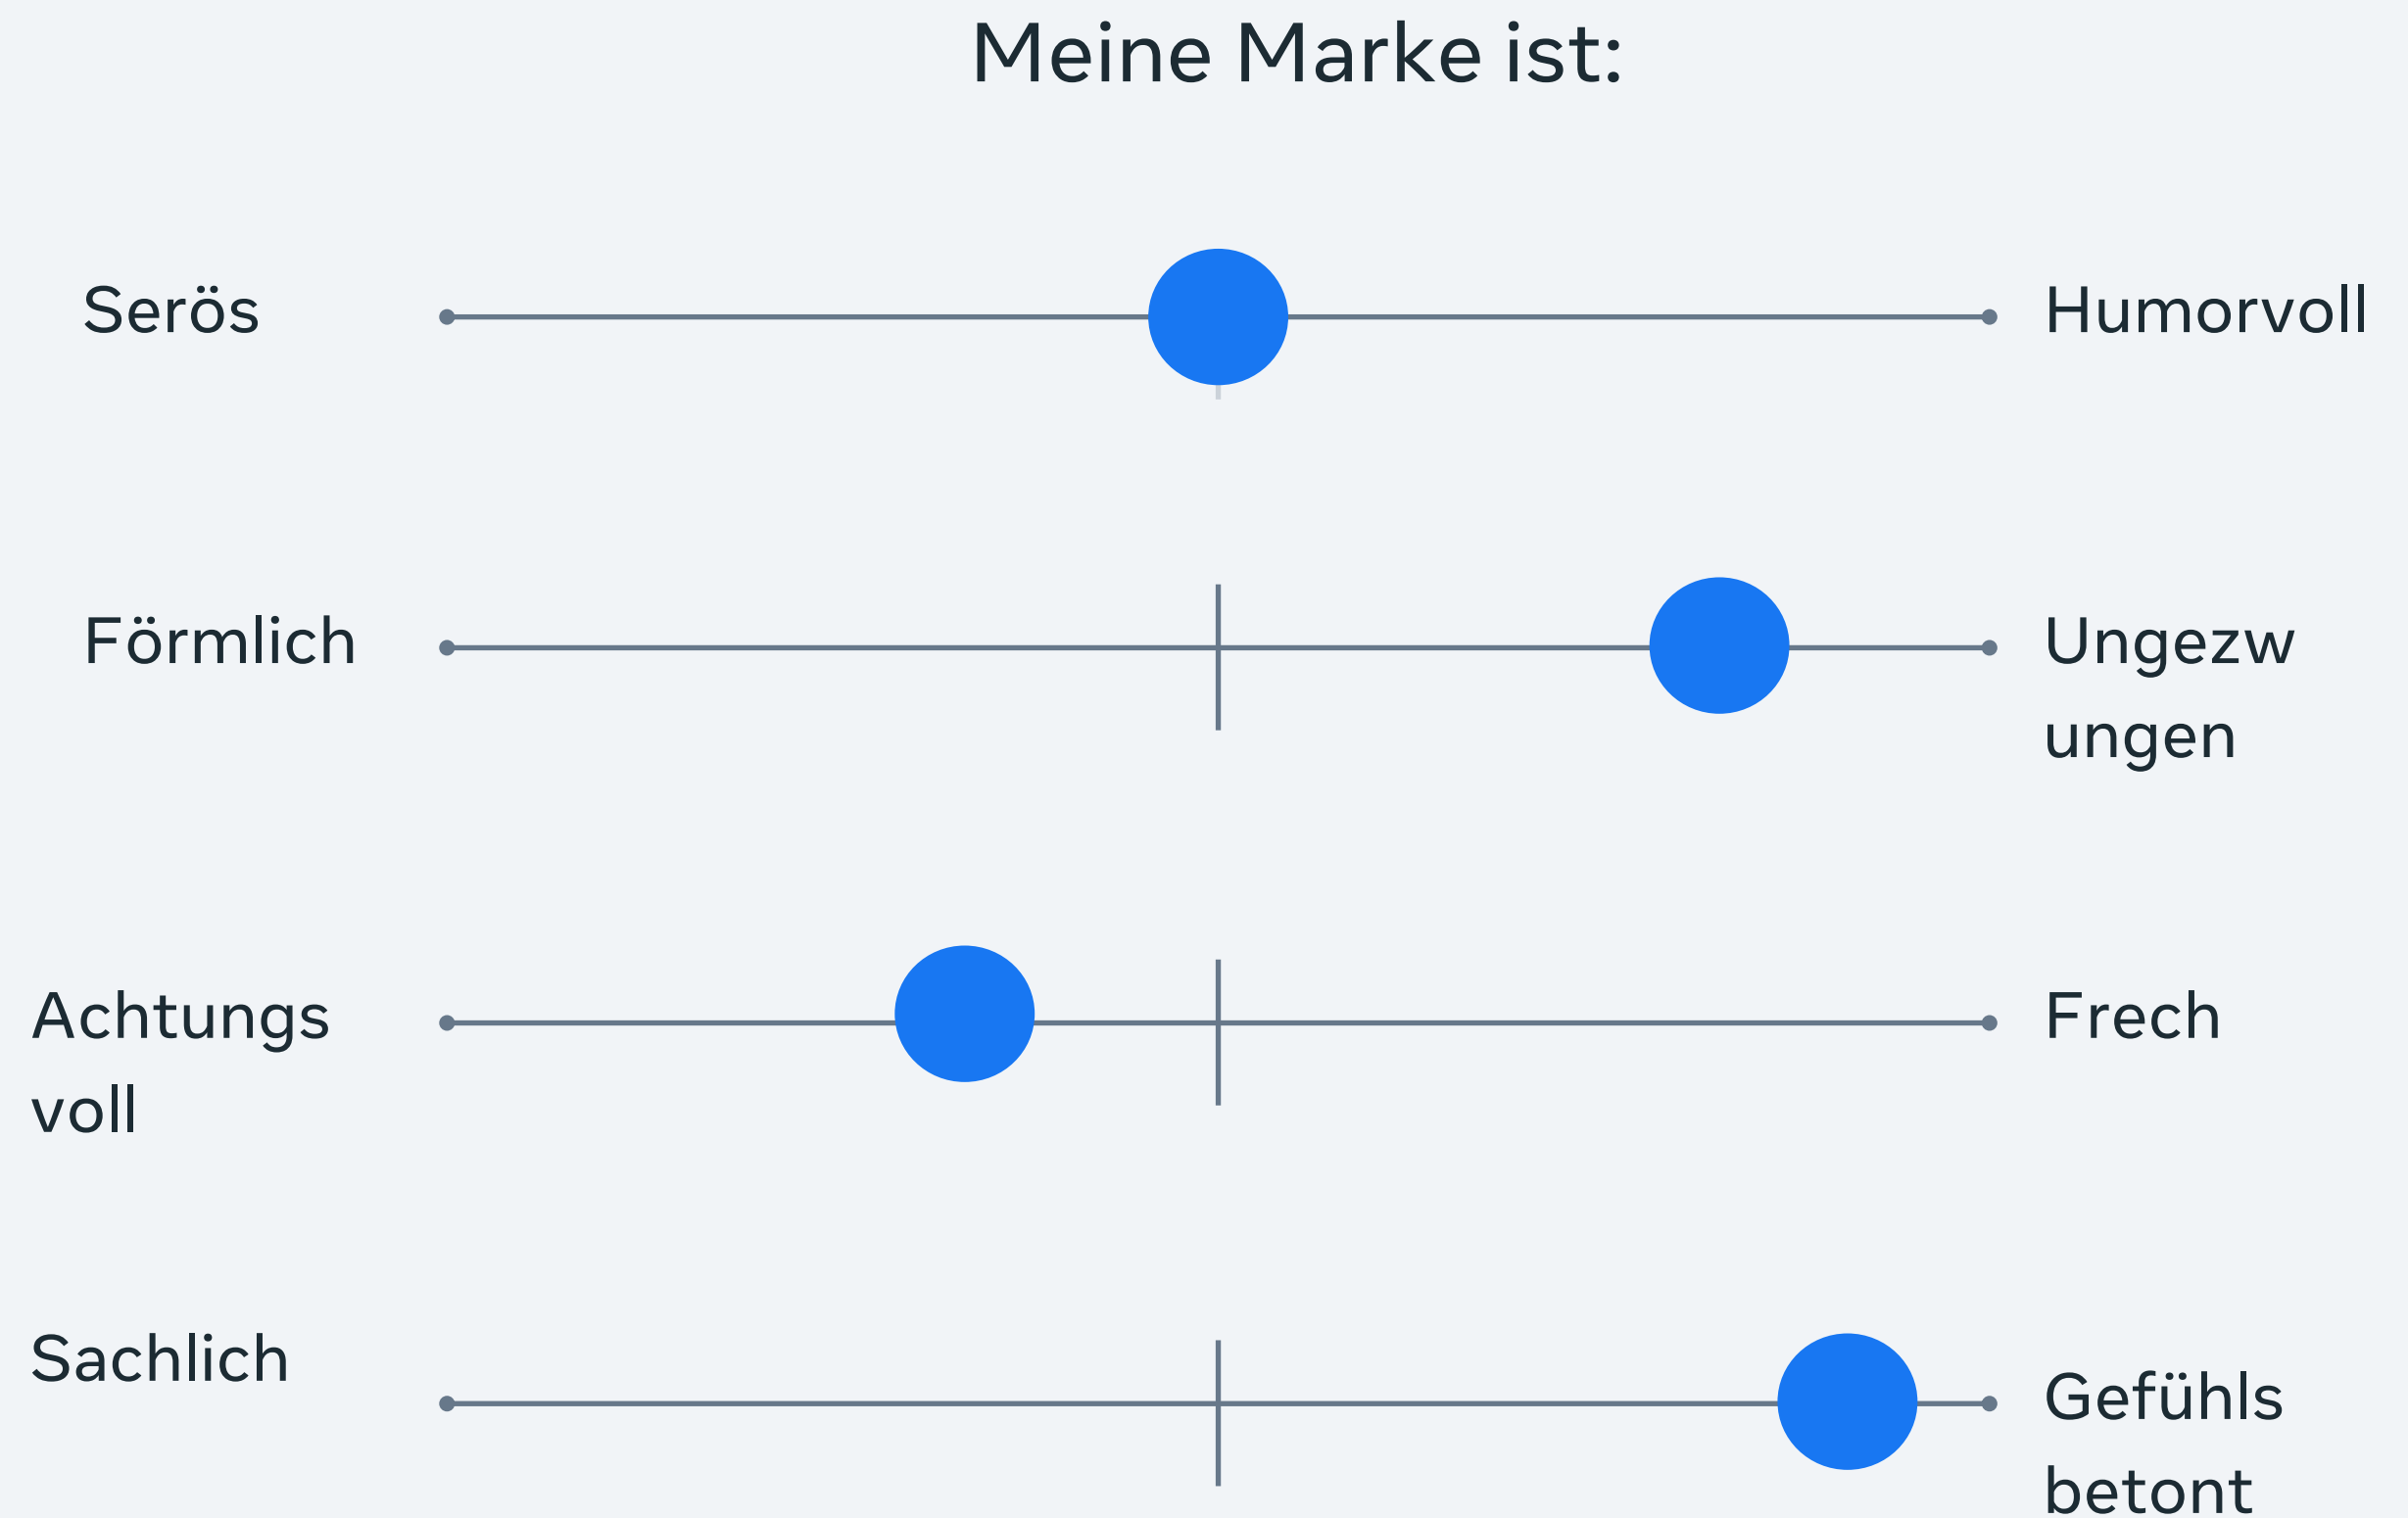 Meine Marke ist:
Serös
Humorvoll
Förmlich
Ungezw
ungen
Achtungs
voll
Frech
Sachlich
Gefühls
betont